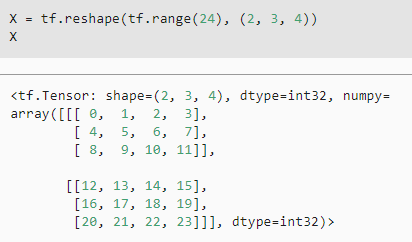 X = tf.reshape(tf.range(24), (2, 3, 4))
X
<tf.Tensor: shape=(2, 3, 4), dtype=int32, numpy=
array([[[ 0,  1,  2,  3],
        [ 4,  5,  6,  7],
        [ 8,  9, 10, 11]],
       [[12, 13, 14, 15],
        [16, 17, 18, 19],
        [20, 21, 22, 23]]], dtype=int32)>